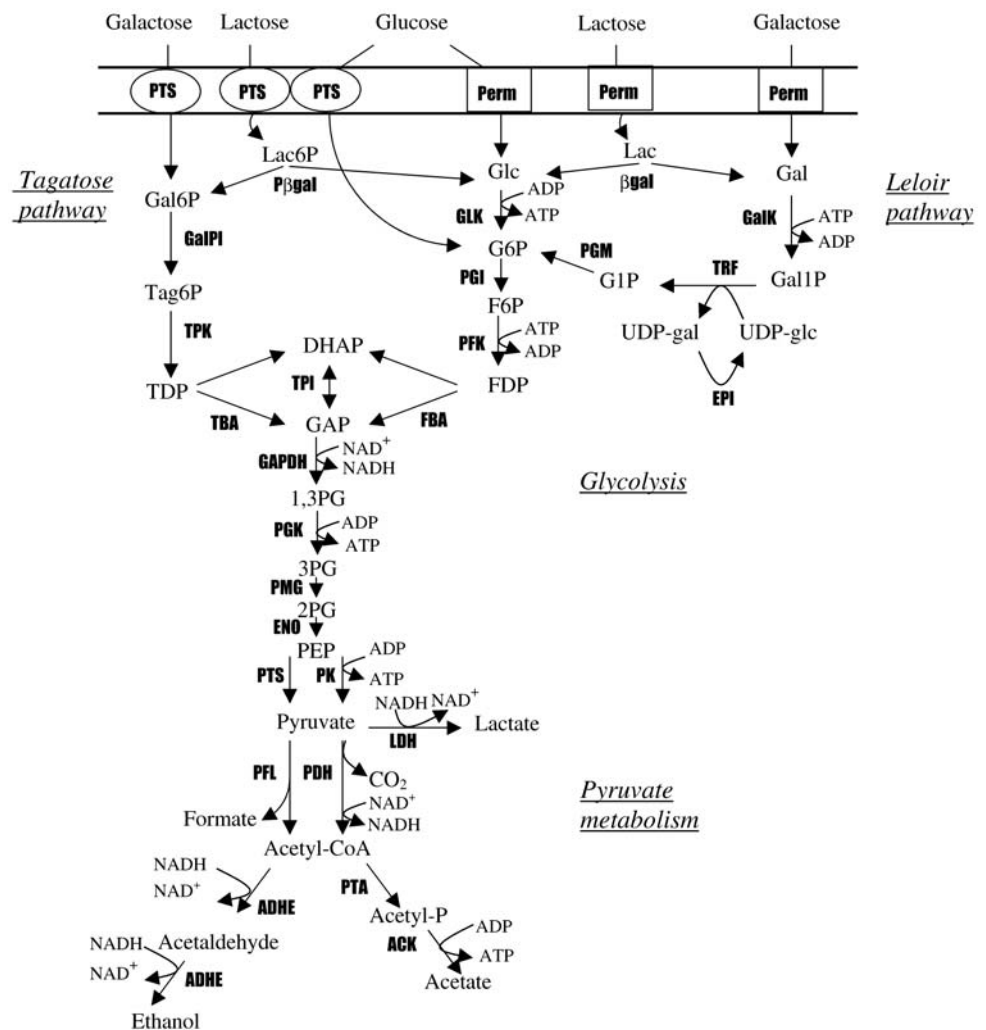 Galactose Lactose Glucose Lactose Galactose
PTS PTS PTS Perm Perm Perm
Lac6P Glc Lac Gal
Tagatose
pathway
Pβgal βgal
Leloir
pathway
Gal6P
ADP
GLK
ATP
GalK
ATP
ADP
GalPI
G6P
PGM
PGI
G1P
TRF
Gal1P
Tag6P
F6P
UDP-gal UDP-glc
TPK
DHAP
PFK
ATP
ADP
TDP
TPI
FDP
EPI
TBA
GAP
FBA
GAPDH
NAD+
NADH
Glycolysis
1,3PG
PGK
ADP
ATP
3PG
PMG
2PG
ENO
PEP
PTS PK
ADP
ATP
NADH NAD+
Pyruvate
Lactate
LDH
PFL PDH
CO2
Pyruvate
metabolism
NAD+
NADH
Formate
Acetyl-CoA
NADH
NAD+
ADHE
PTA
Acetyl-P
ADP
ACK
ATP
Acetate
NADH
Acetaldehyde
NAD+
ADHE
Ethanol